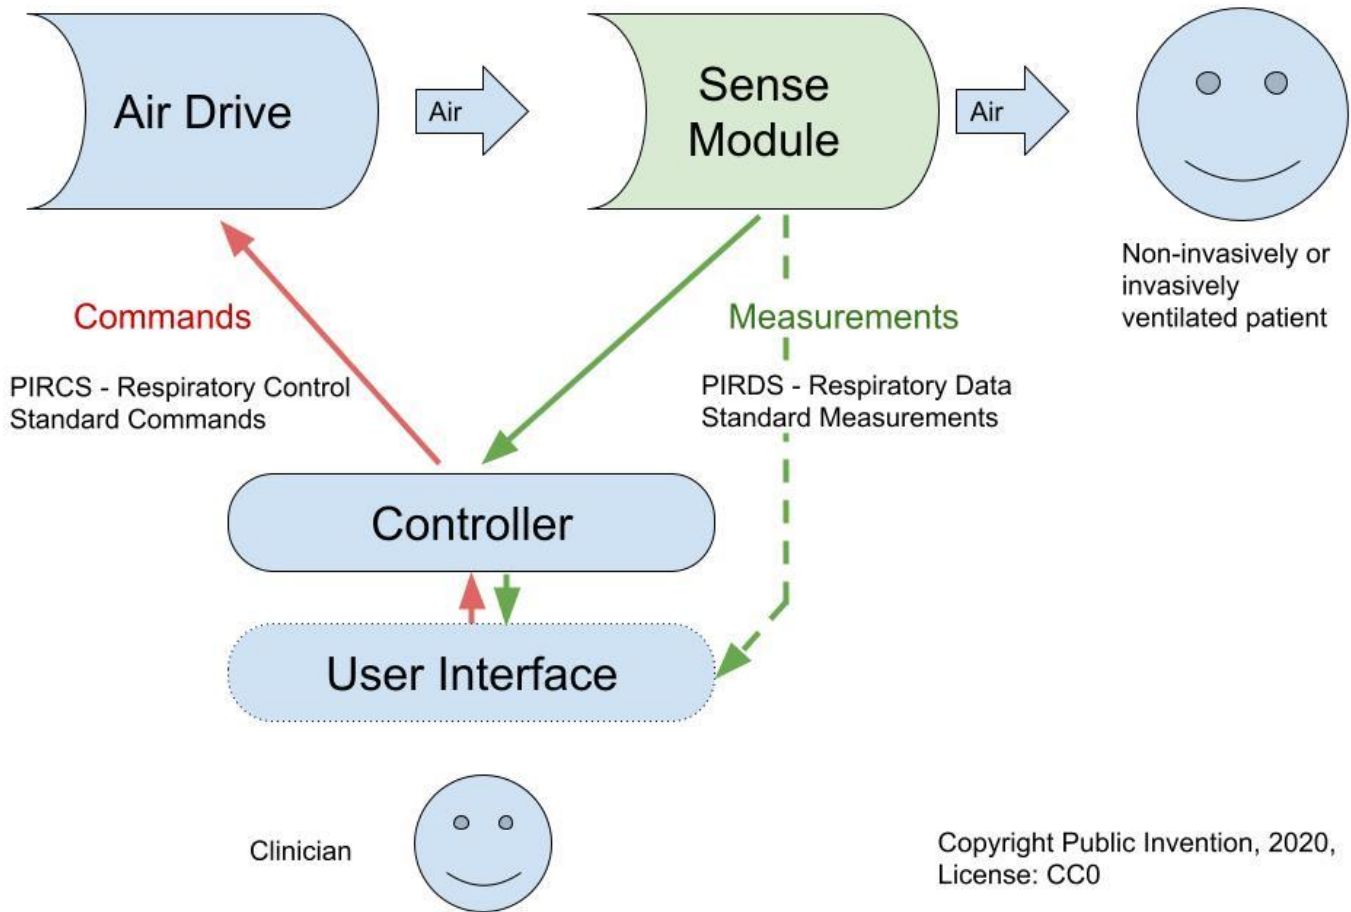 Air Drive
Air
Sense
Module
Air
Non-invasively or
invasively
ventilated patient
Commands
Measurements
PIRCS - Respiratory Control
Standard Commands
PIRDS - Respiratory Data
Standard Measurements
Controller
User Interface
Clinician
Copyright Public Invention, 2020,
License: CC0